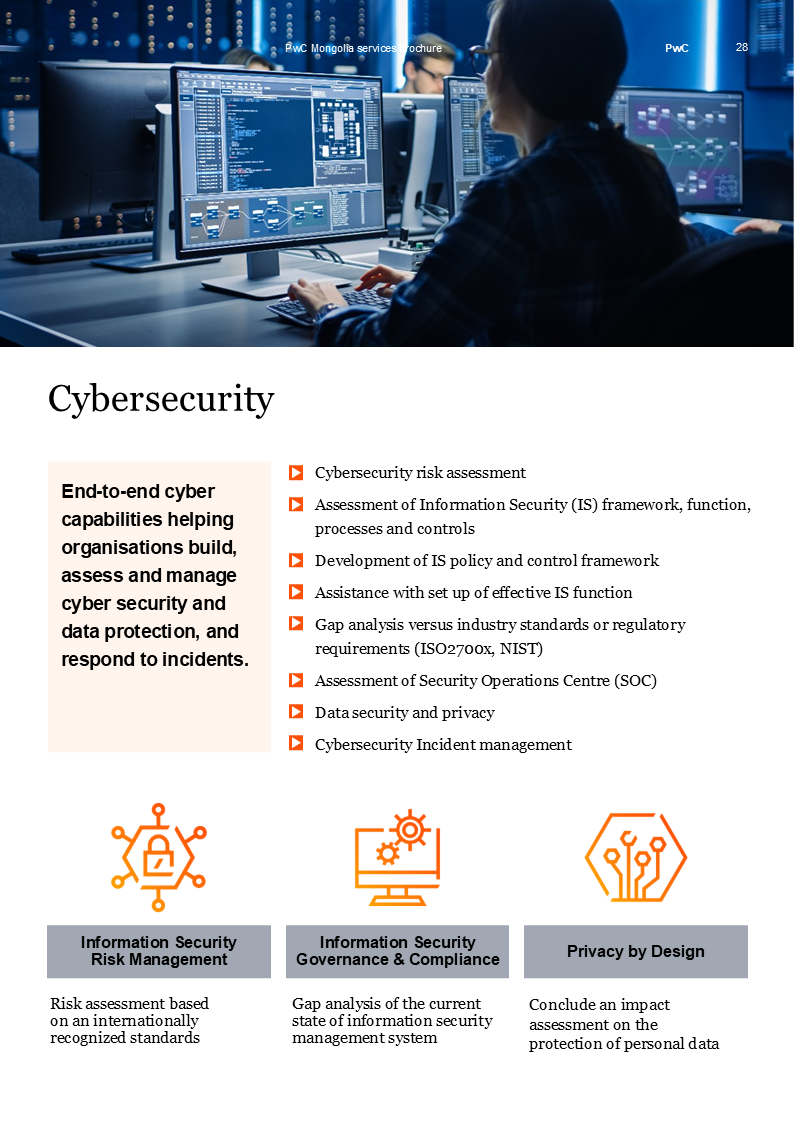 PwC Mongolia services brochure
PwC
28
Cybersecurity
End-to-end cyber
capabilities helping
organisations build,
assess and manage
cyber security and
data protection, and
respond to incidents.
Cybersecurity risk assessment
Assessment of Information Security (IS) framework, function,
processes and controls
Development of IS policy and control framework
Assistance with set up of effective IS function
Gap analysis versus industry standards or regulatory
requirements (ISO2700x, NIST)
Assessment of Security Operations Centre (SOC)
Data security and privacy
Cybersecurity Incident management
Information Security
Risk Management
Risk assessment based
on an internationally
recognized standards
Information Security
Governance & Compliance
Gap analysis of the current
state of information security
management system
Privacy by Design
Conclude an impact
assessment on the
protection of personal data